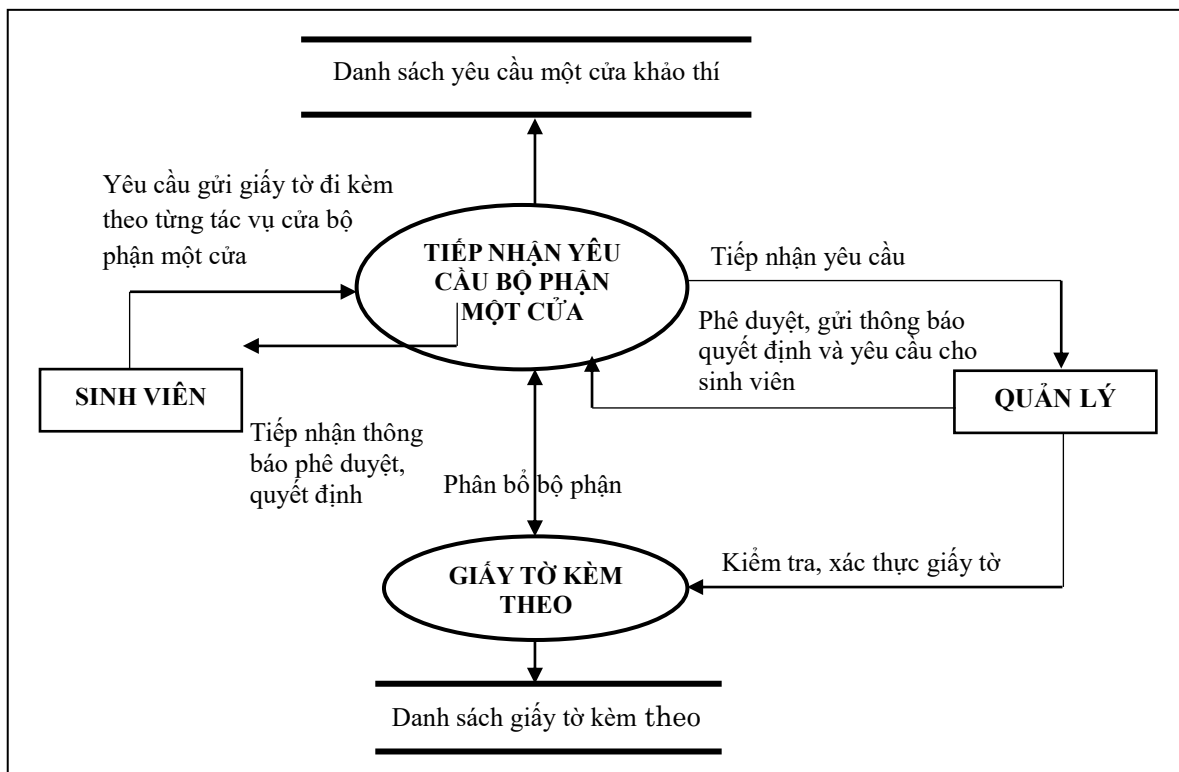 Danh sách yêu cầu một cửa khảo thí
Yêu cầu gửi giấy tờ đi kèm
theo từng tác vụ cửa bộ
phận một cửa
TIẾP NHẬN YÊU
CẦU BỘ PHẬN
MỘT CỬA
Tiếp nhận yêu cầu
Phê duyệt, gửi thông báo
quyết định và yêu cầu cho
sinh viên
SINH VIÊN
QUẢN LÝ
Tiếp nhận thông
báo phê duyệt,
quyết định
Phân bổ bộ phận
Kiểm tra, xác thực giấy tờ
GIẤY TỜ KÈM
THEO
Danh sách giấy tờ kèm theo